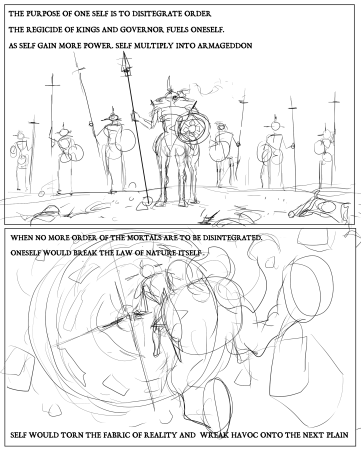 THE PURPOSE OF ONE SELF IS TO DISITEGRATE ORDER
THE REGICIDE OF KINGS AND GOVERNOR FUELS ONESELF.
AS SELF GAIN MORE POWER, SELF MULTIPLY INTO ARMAGEDDON
WHEN NO MORE ORDER OF THE MORTALS ARE TO BE DISINTEGRATED,
ONESELF WOULD BREAK THE LAW OF NATURE ITSELF.
SELF WOULD TORN THE FABRIC OF REALITY AND WREAK HAVOC ONTO THE NEXT PLAIN